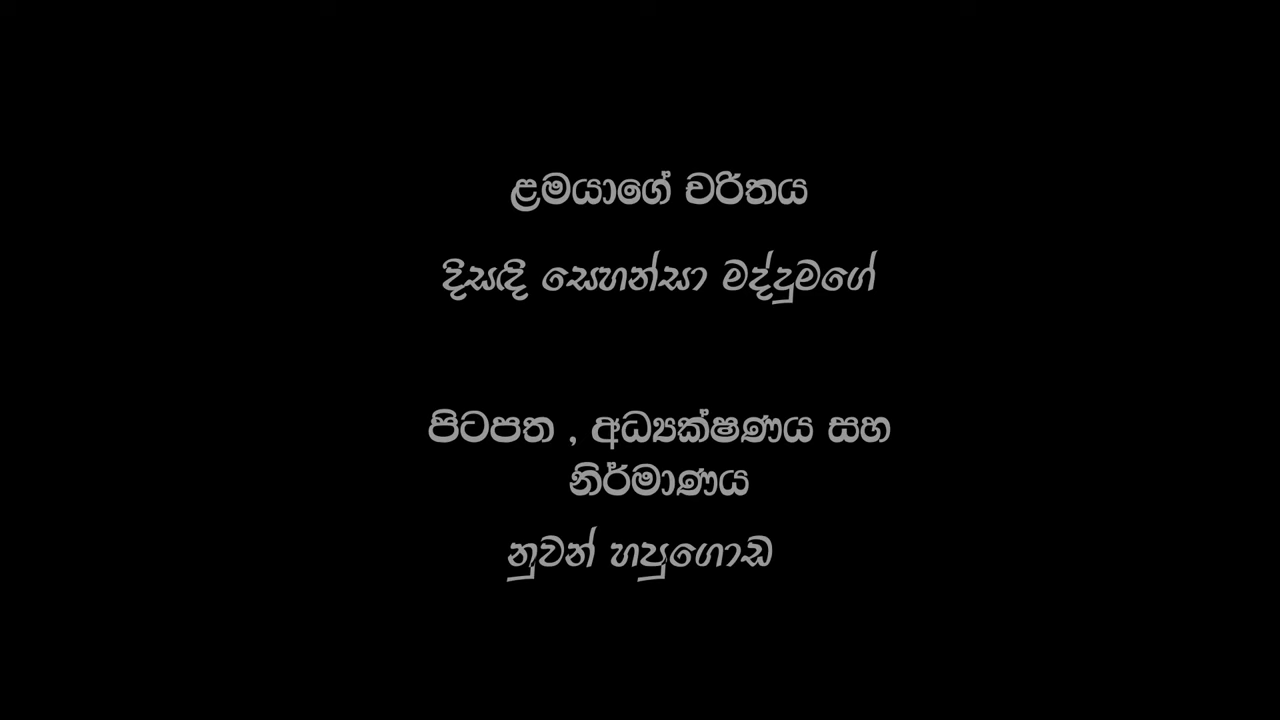 ළමයාගේ චරිතය
දිසඳි සෙහන්සා මද්දුමගේ
පිටපත , අධ්‍යක්ෂණය සහ
නිර්මාණය
නුවන් හපුගොඩ